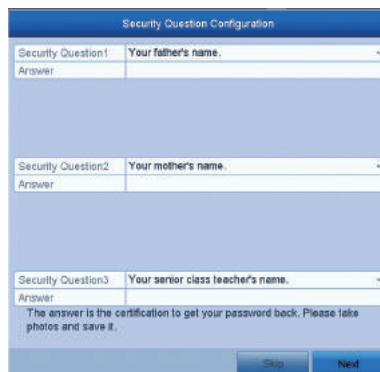 Security Question Configuration
Security Question1 Your father's name.
Answer
Security Question2 Your mother's name.
Answer
Security Question3 Your senior class teacher's name.
Answer
The answer is the certification to get your password back. Please take
photos and save it.
Skip Next